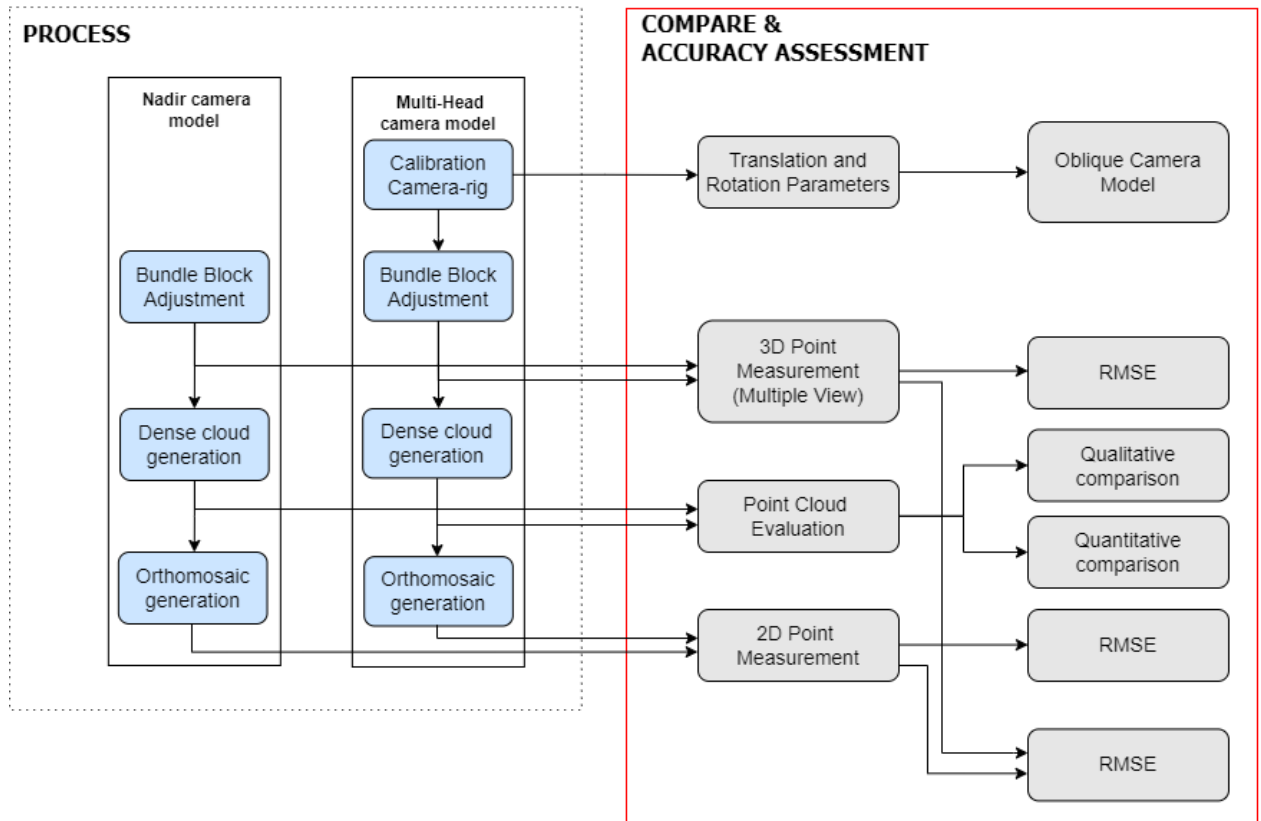 PROCESS
Nadir camera
model
Multi-Head
camera model
Calibration
Camera-rig
Bundle Block
Adjustment
Bundle Block
Adjustment
Dense cloud
generation
Dense cloud
generation
Orthomosaic
generation
Orthomosaic
generation
COMPARE &
ACCURACY ASSESSMENT
Translation and
Rotation Parameters
Oblique Camera
Model
3D Point
Measurement
(Multiple View)
RMSE
Qualitative
comparison
Point Cloud
Evaluation
Quantitative
comparison
2D Point
Measurement
RMSE
RMSE